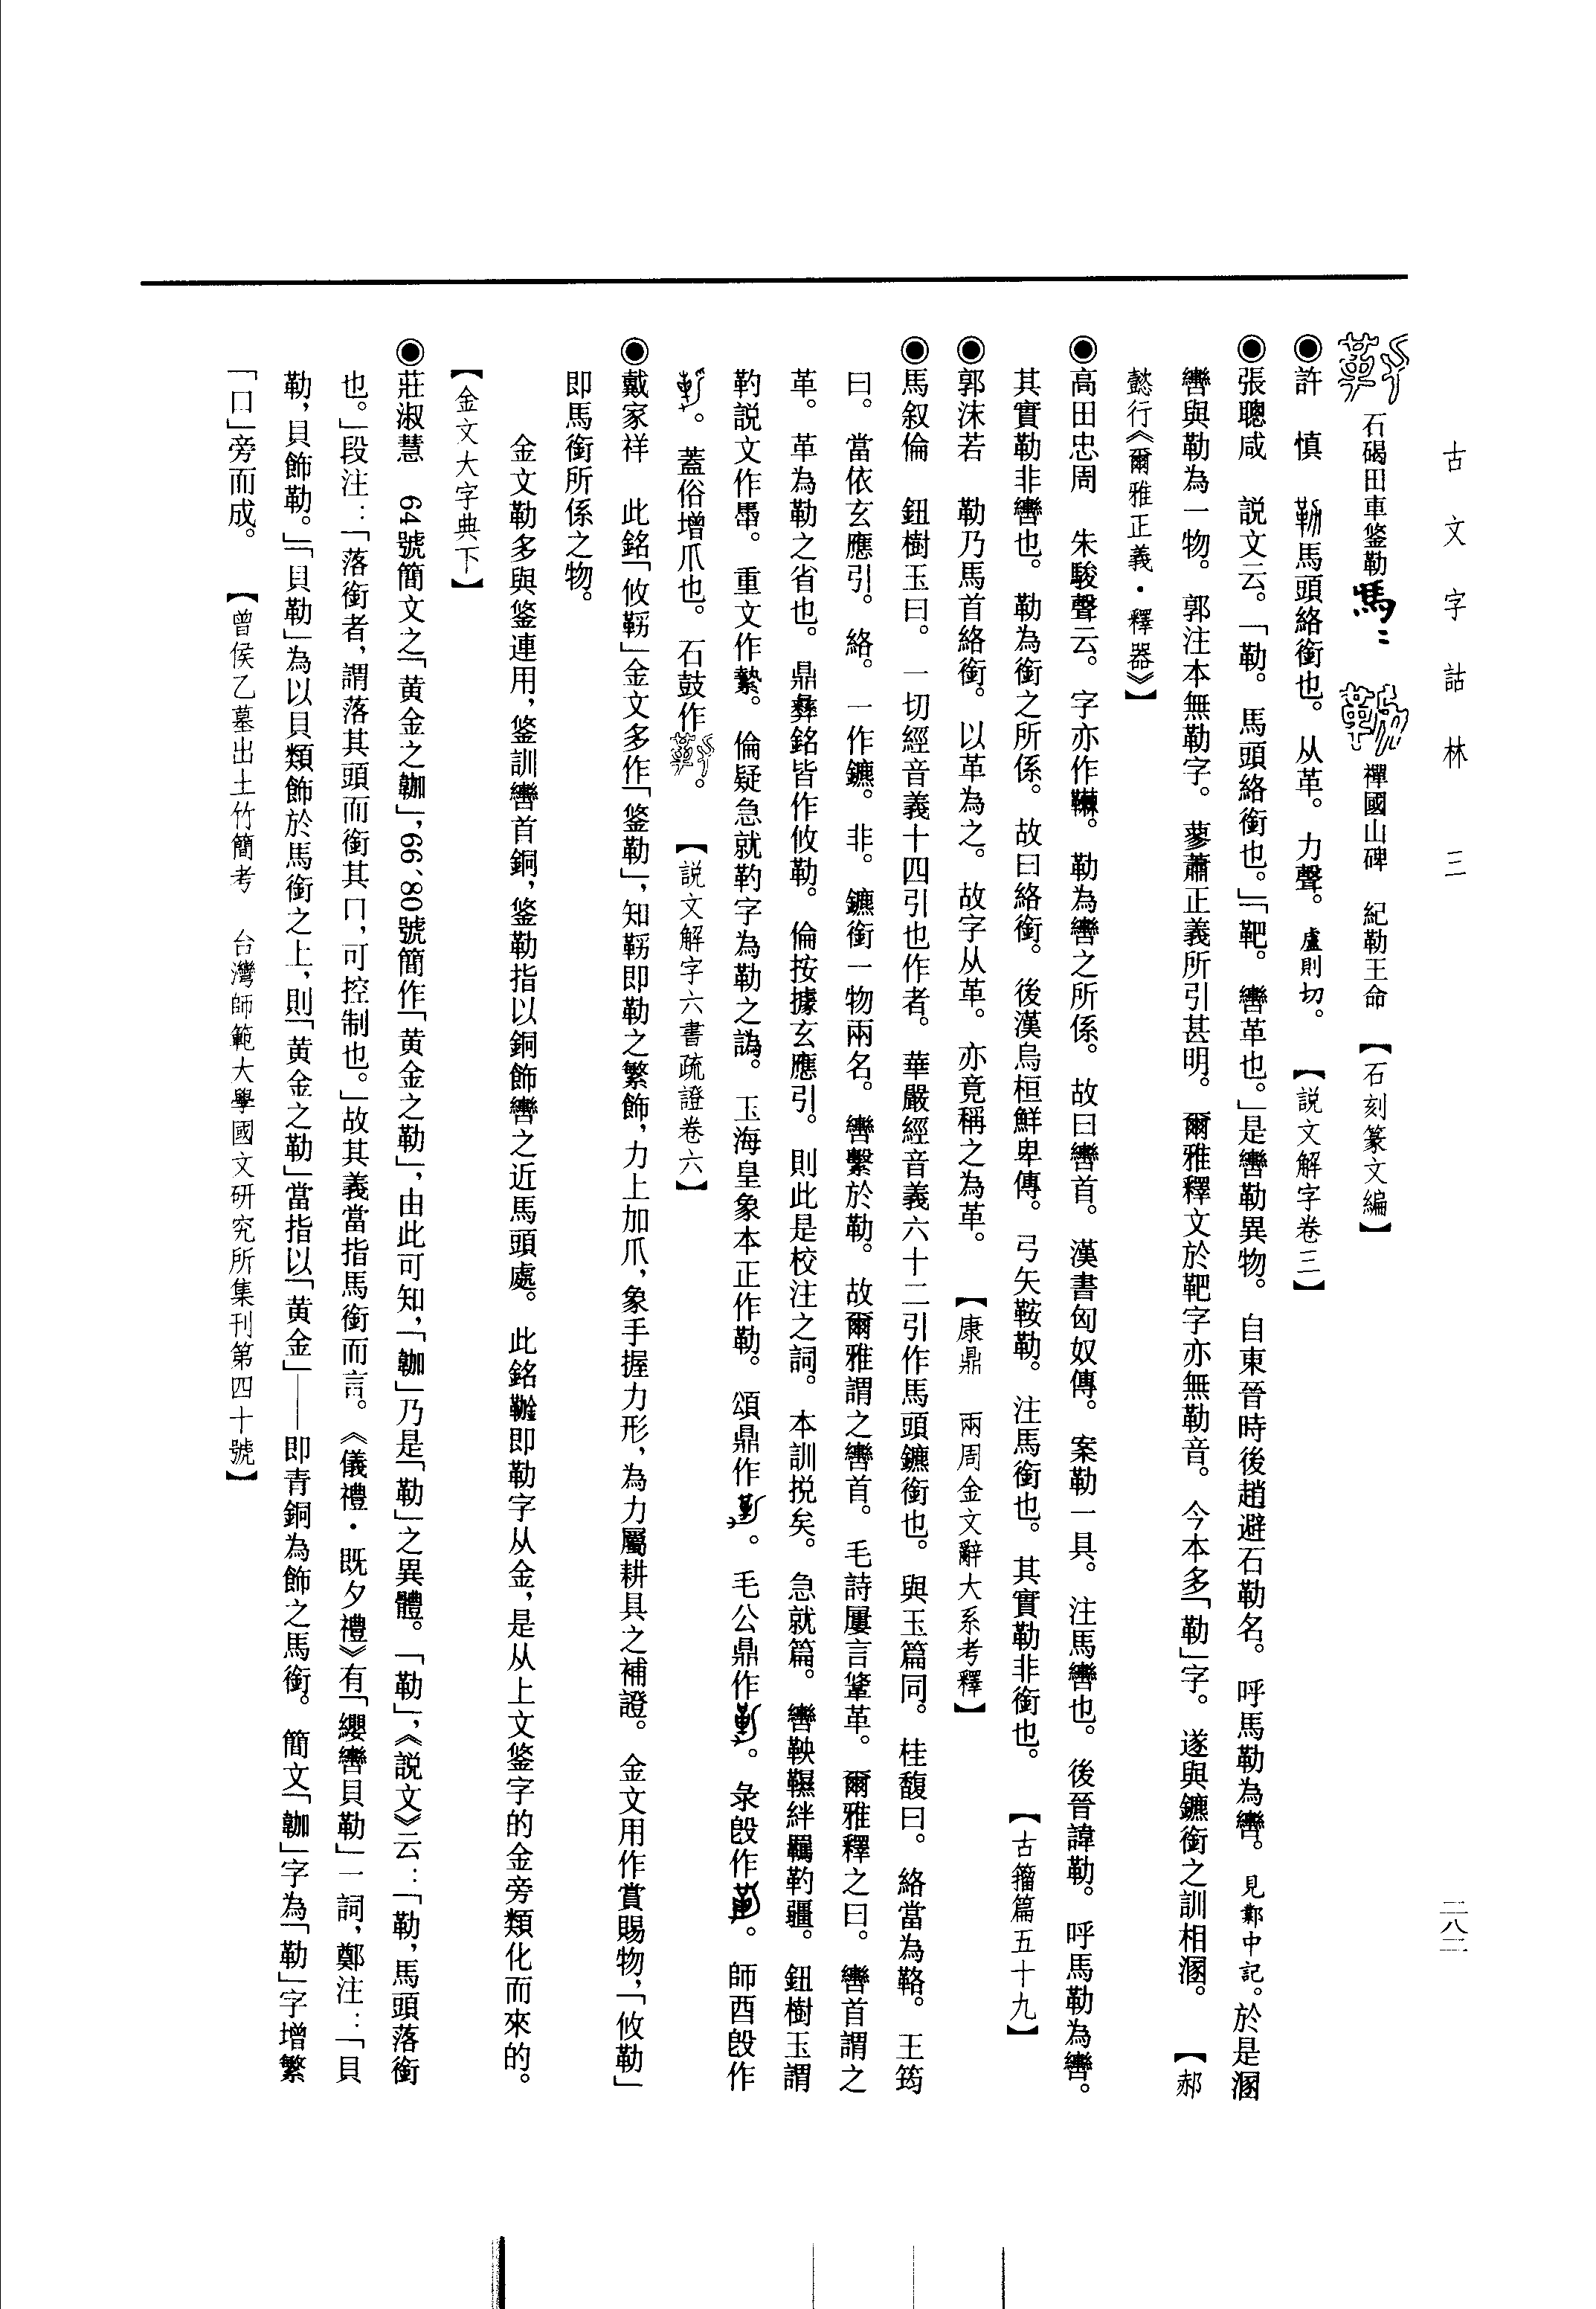 古文字詁林 三
二八二
石碣田車鋚勒馬= 禪國山碑 紀勒王命 【石刻篆文編】
◉許 慎 勒馬頭絡銜也。从革。力聲。盧則切。 【説文解字卷三】
◉張聰咸 説文云。「勒。馬頭絡銜也。」「靶。轡革也。」是轡勒異物。自東晉時後趙避石勒名。呼馬勒為轡。見鄴中記。於是溷
轡與勒為一物。郭注本無勒字。蓼蕭正義所引甚明。爾雅釋文於靶字亦無勒音。今本多「勒」字。遂與鑣銜之訓相溷。 【郝
懿行《爾雅正義·釋器》】
◉高田忠周 朱駿聲云。字亦作。勒為轡之所係。故曰轡首。漢書匈奴傳。案勒一具。注馬轡也。後晉諱勒。呼馬勒為轡。
其實勒非轡也。勒為銜之所係。故曰絡銜。後漢烏桓鮮卑傳。弓矢鞍勒。注馬銜也。其實勒非銜也。 【古籀篇五十九】
◉郭沫若 勒乃馬首絡銜。以革為之。故字从革。亦竟稱之為革。 【康鼎 兩周金文辭大系考釋】
◉馬叙倫 鈕樹玉曰。一切經音義十四引也作者。華嚴經音義六十二引作馬頭鑣銜也。與玉篇同。桂馥曰。絡當為鞈。王筠
曰。當依玄應引。絡。一作鑣。非。鑣銜一物兩名。轡繫於勒。故爾雅謂之轡首。毛詩屢言鞗革。爾雅釋之曰。轡首謂之
革。革為勒之省也。鼎彝銘皆作攸勒。倫按據玄應引。則此是校注之詞。本訓挩矣。急就篇。轡鞅絆羈靮疆。鈕樹玉謂
靮説文作馽。重文作縶。倫疑急就靮字為勒之譌。玉海皇象本正作勒。頌鼎作。毛公鼎作。彔𣪘作。師酉𣪘作
。蓋俗增爪也。石鼓作。 【説文解字六書疏證卷六】
◉戴家祥 此銘「攸」金文多作「鋚勒」，知即勒之繁飾，力上加爪，象手握力形，為力屬耕具之補證。金文用作賞賜物，「攸勒」
即馬銜所係之物。
金文勒多與鋚連用，鋚訓轡首銅，鋚勒指以銅飾轡之近馬頭處。此銘即勒字从金，是从上文鋚字的金旁類化而來的。
【金文大字典下】
◉莊淑慧 64號簡文之「黄金之」，66、80號簡作「黄金之勒」，由此可知，「」乃是「勒」之異體。「勒」，《説文》云：「勒，馬頭落銜
也。」段注：「落銜者，謂落其頭而銜其口，可控制也。」故其義當指馬銜而言。《儀禮·既夕禮》有「纓轡貝勒」一詞，鄭注：「貝
勒，貝飾勒。」「貝勒」為以貝類飾於馬銜之上，則「黄金之勒」當指以「黄金」——即青銅為飾之馬銜。簡文「」字為「勒」字增繁
「口」旁而成。 【曾侯乙墓出土竹簡考 台灣師範大學國文研究所集刊第四十號】